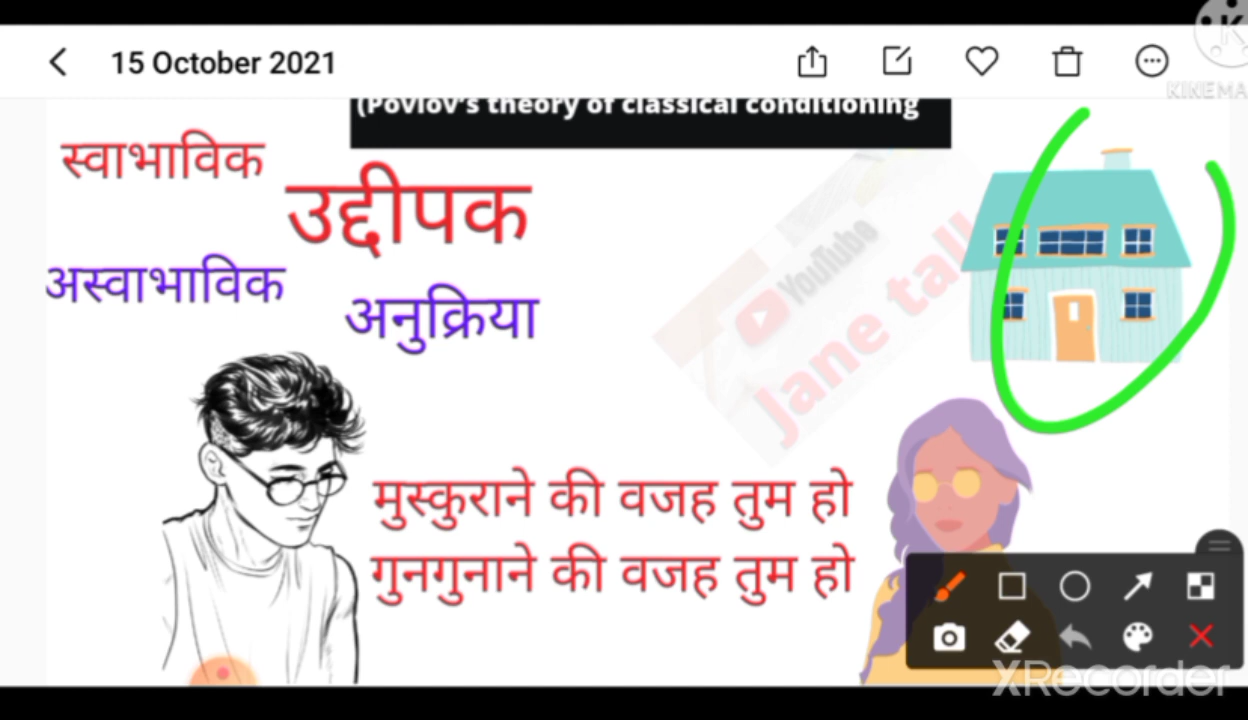 15 October 2021
KINEMA
(Povlov's theory of classical conditioning
स्वाभाविक
उद्दीपक
अस्वाभाविक
अनुक्रिया
YouTube
Jane tall
मुस्कुराने की वजह तुम हो
गुनगुनाने की वजह तुम हो
XRecorder